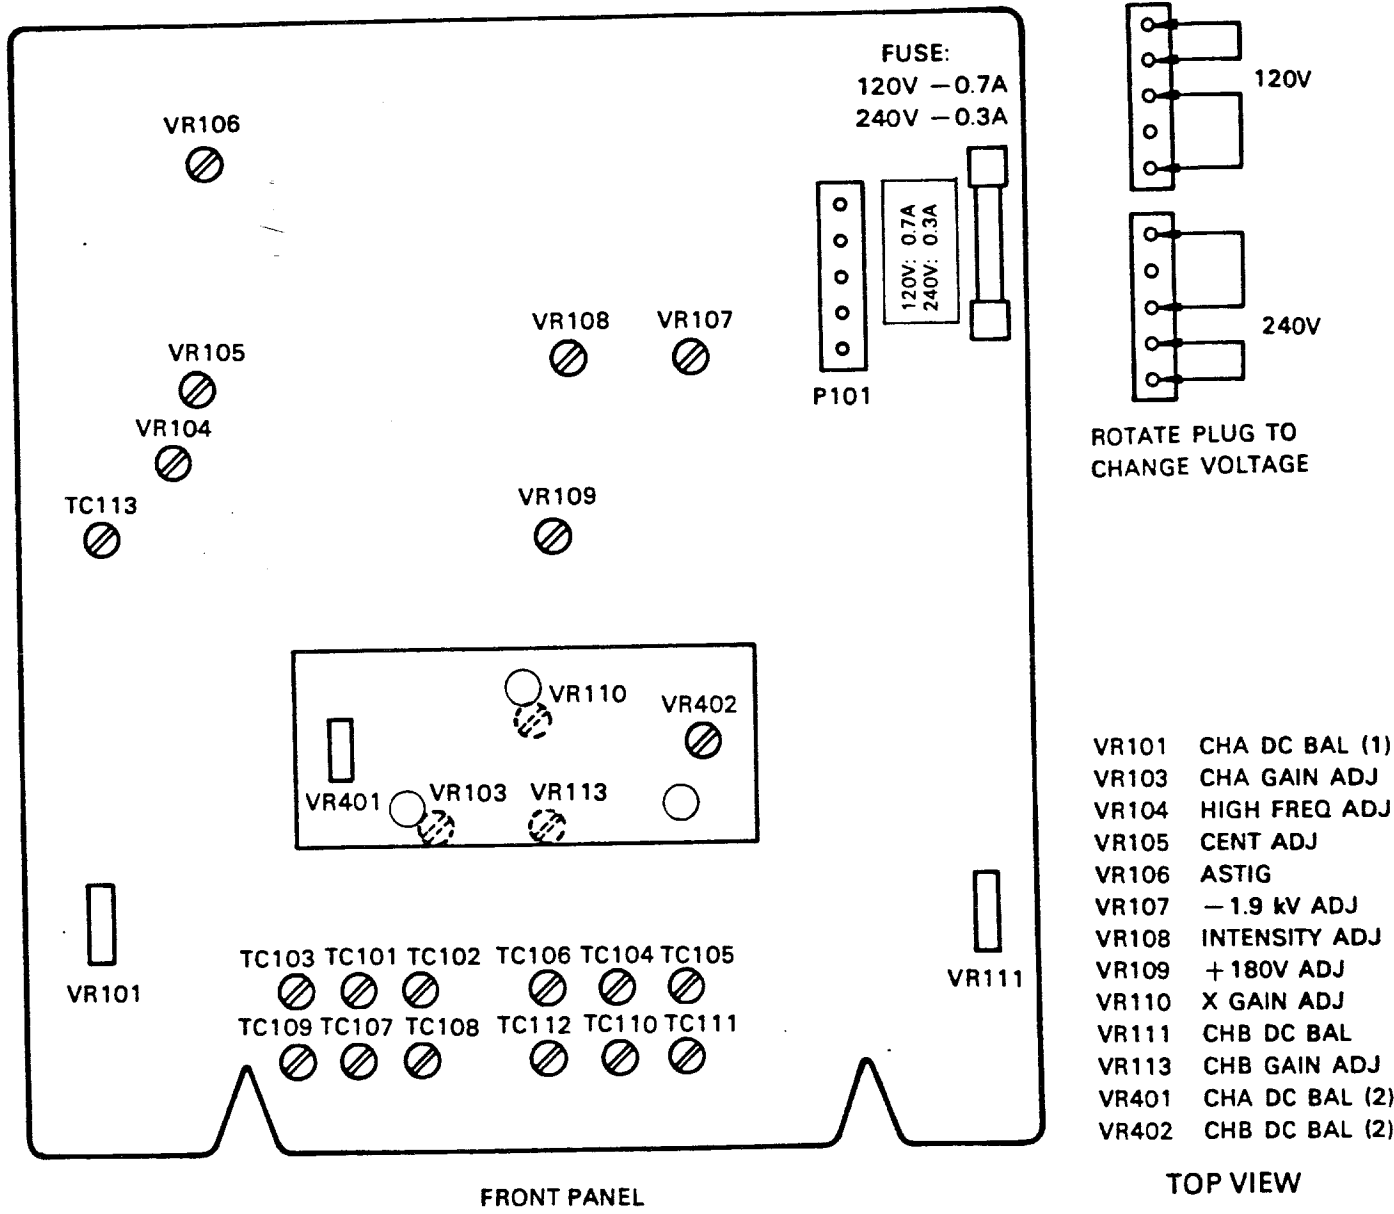 FUSE:
120V – 0.7A
240V – 0.3A
120V
VR106
120V: 0.7A
240V: 0.3A
VR108
VR107
240V
VR105
P101
VR104
ROTATE PLUG TO
CHANGE VOLTAGE
TC113
VR109
VR110
VR402
VR401
VR103
VR113
VR101
VR111
TC103 TC101 TC102 TC106 TC104 TC105
TC109 TC107 TC108 TC112 TC110 TC111
VR101 CHA DC BAL (1)
VR103 CHA GAIN ADJ
VR104 HIGH FREQ ADJ
VR105 CENT ADJ
VR106 ASTIG
VR107 – 1.9 kV ADJ
VR108 INTENSITY ADJ
VR109 + 180V ADJ
VR110 X GAIN ADJ
VR111 CHB DC BAL
VR113 CHB GAIN ADJ
VR401 CHA DC BAL (2)
VR402 CHB DC BAL (2)
FRONT PANEL
TOP VIEW